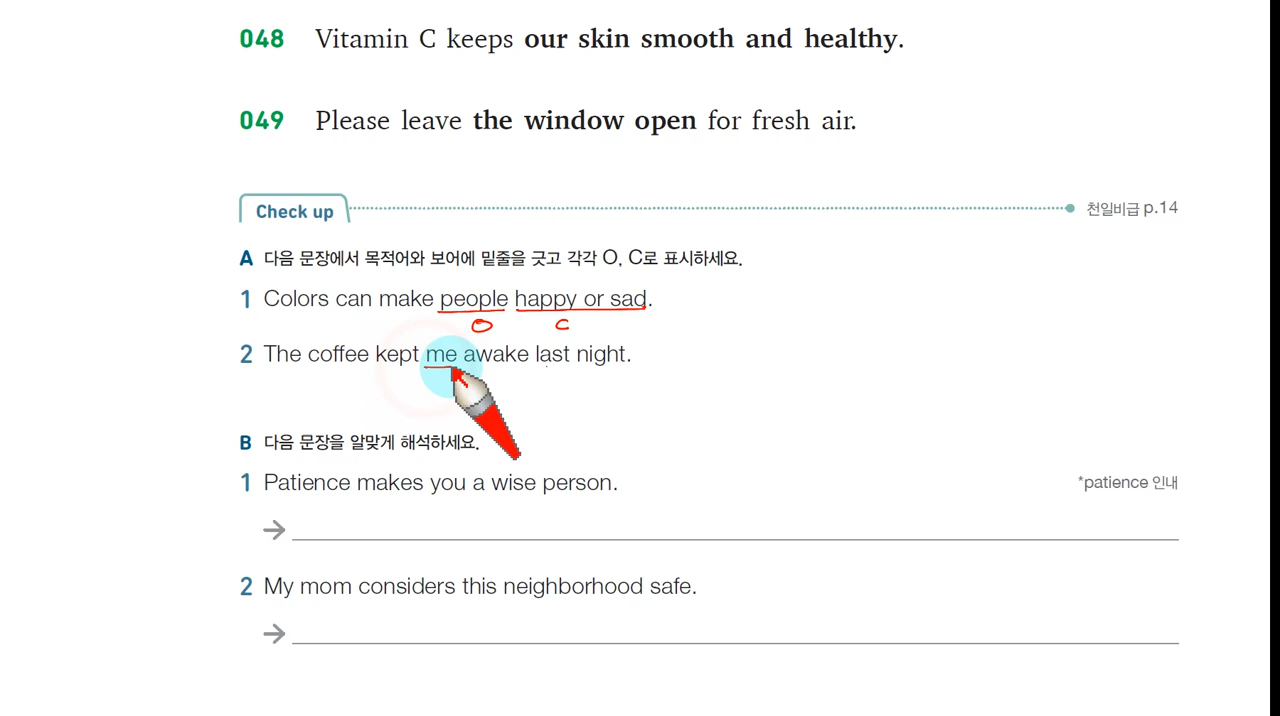 048 Vitamin C keeps our skin smooth and healthy.
049 Please leave the window open for fresh air.
Check up 천일비급 p.14
A 다음 문장에서 목적어와 보어에 밑줄을 긋고 각각 O, C로 표시하세요.
1 Colors can make people happy or sad.
O C
2 The coffee kept me awake last night.
B 다음 문장을 알맞게 해석하세요.
1 Patience makes you a wise person. *patience 인내
→
2 My mom considers this neighborhood safe.
→